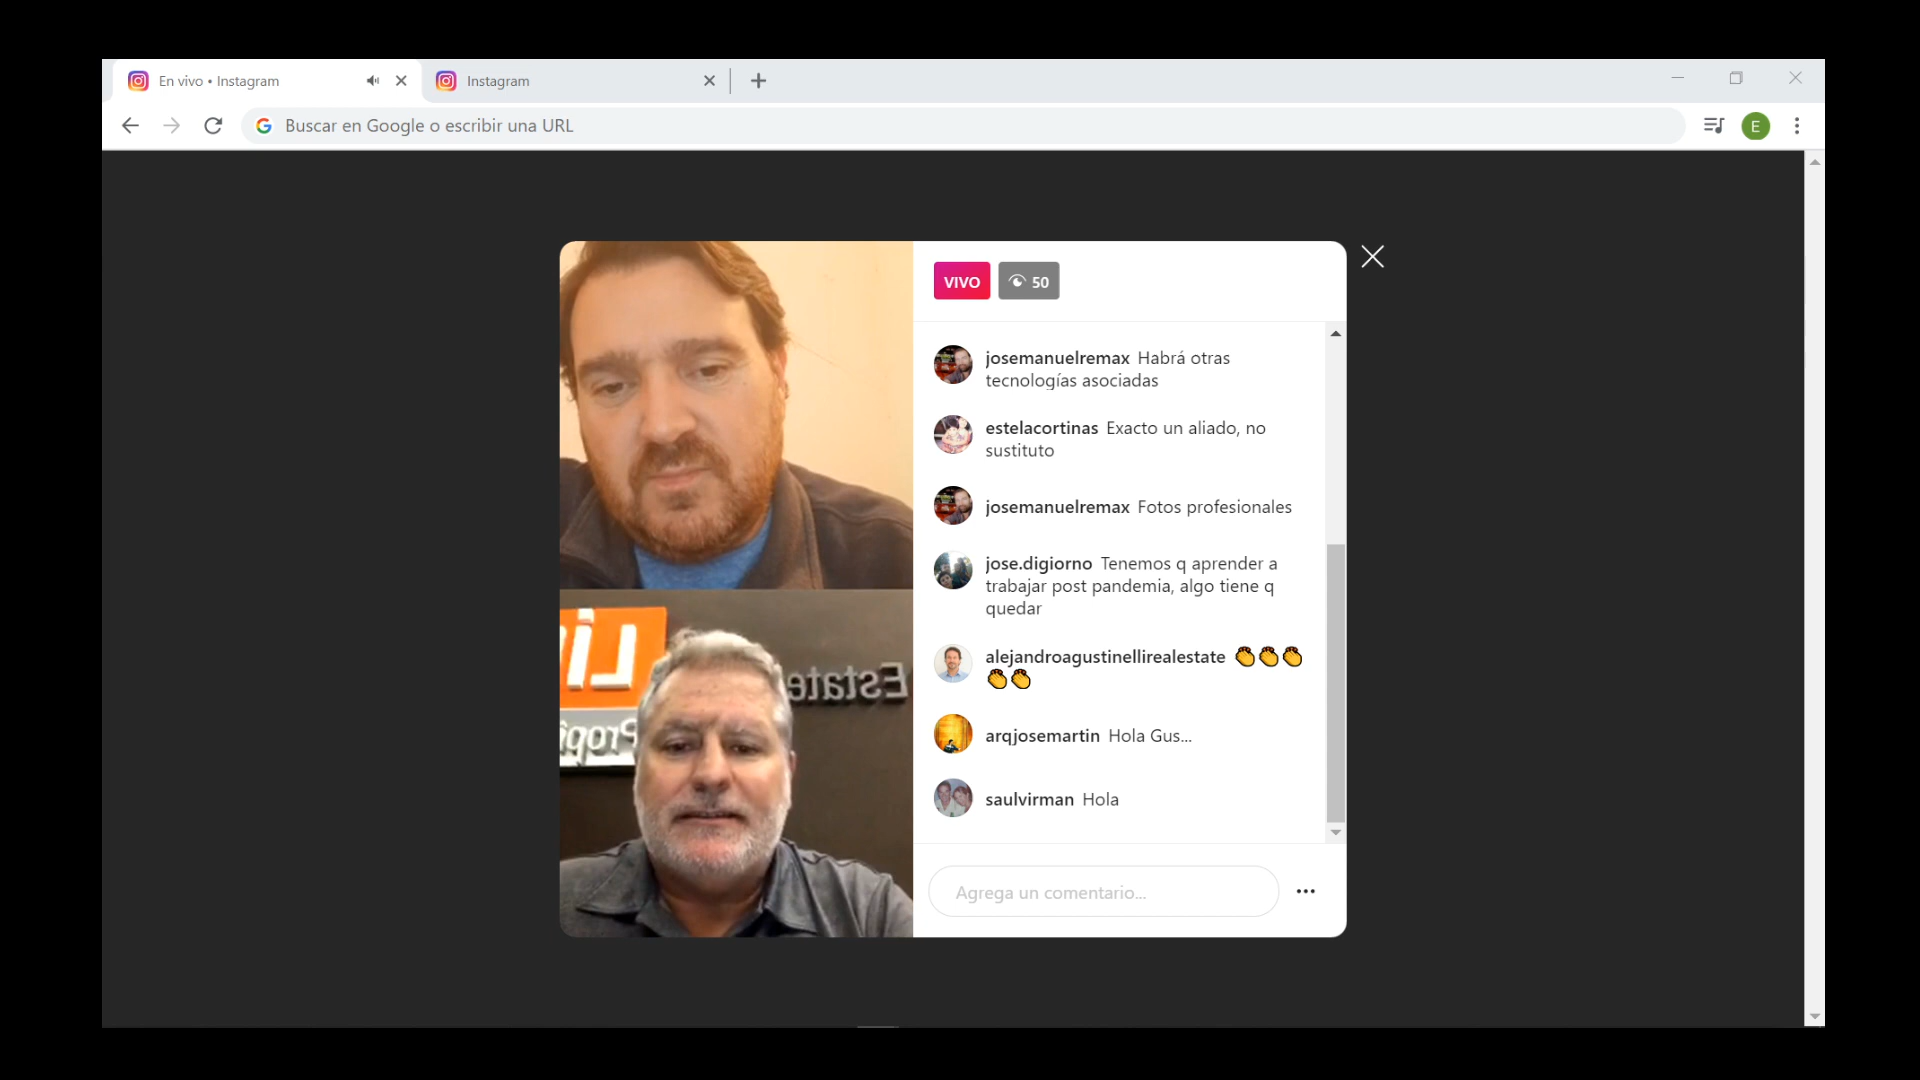 En vivo • Instagram
Instagram
Buscar en Google o escribir una URL
E
VIVO
50
josemanuelremax Habrá otras
tecnologías asociadas
estelacortinas Exacto un aliado, no
sustituto
josemanuelremax Fotos profesionales
jose.digiorno Tenemos q aprender a
trabajar post pandemia, algo tiene q
quedar
alejandroagustinellirealestate 👏👏👏
👏👏
arqjosemartin Hola Gus...
saulvirman Hola
Agrega un comentario...
Estate